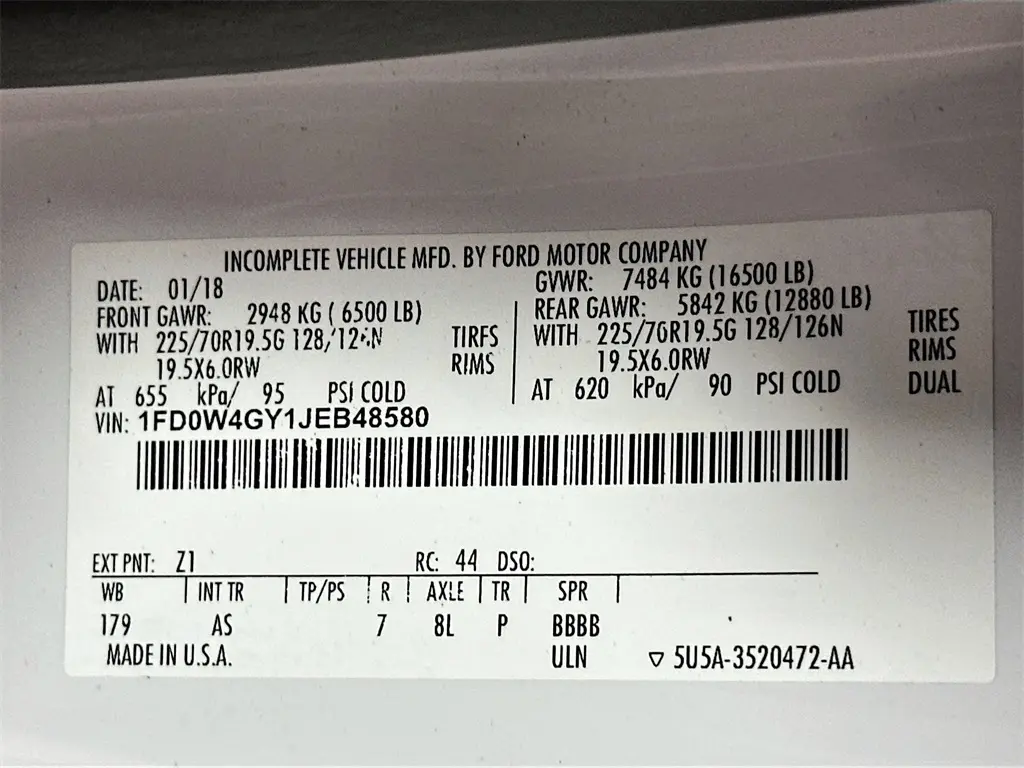 INCOMPLETE VEHICLE MFD. BY FORD MOTOR COMPANY
DATE: 01/18
GVWR: 7484 KG (16500 LB)
FRONT GAWR: 2948 KG ( 6500 LB)
REAR GAWR: 5842 KG (12880 LB)
WITH 225/70R19.5G 128/126N TIRES
WITH 225/70R19.5G 128/126N TIRES
19.5X6.0RW RIMS
19.5X6.0RW RIMS
AT 655 kPa/ 95 PSI COLD
AT 620 kPa/ 90 PSI COLD DUAL
VIN: 1FD0W4GY1JEB48580
EXT PNT: Z1 RC: 44 DSO:
WB INT TR TP/PS R AXLE TR SPR
179 AS 7 8L P BBBB
MADE IN U.S.A. ULN ▽ 5U5A-3520472-AA